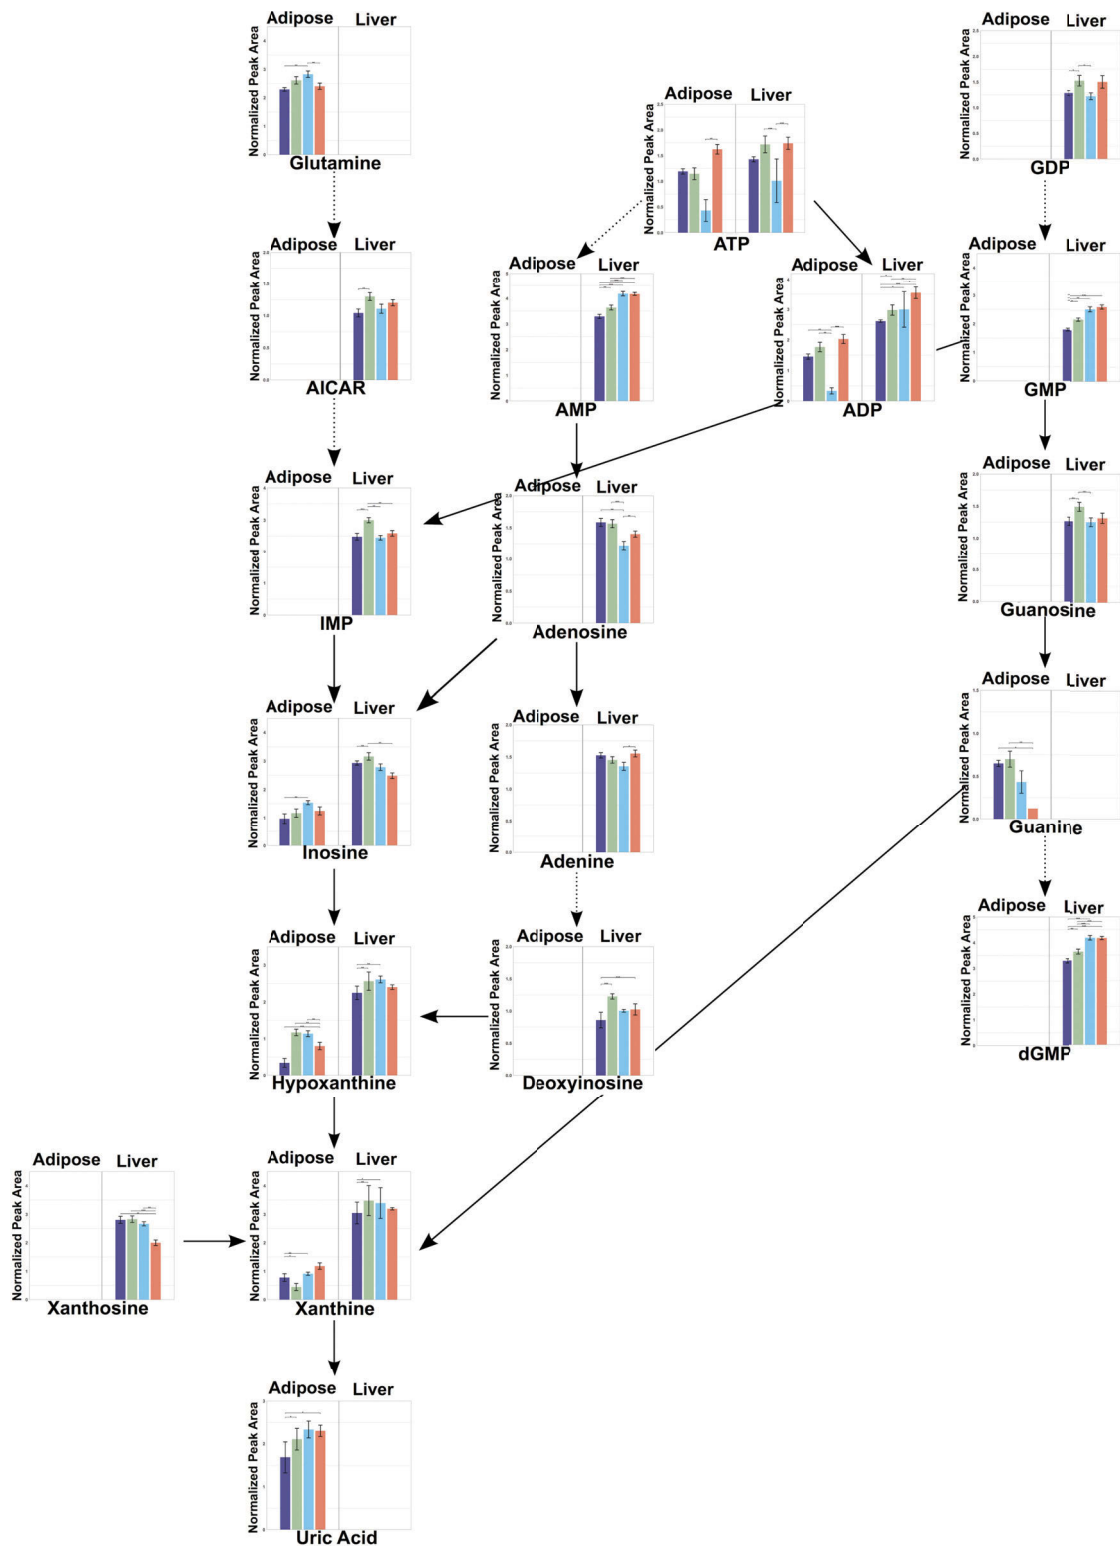 Adipose Liver
Normalized Peak Area
Glutamine
Adipose Liver
Normalized Peak Area
GDP
Adipose Liver
Normalized Peak Area
ATP
Adipose Liver
Normalized Peak Area
AICAR
Adipose Liver
Normalized Peak Area
AMP
Adipose Liver
Normalized Peak Area
ADP
Adipose Liver
Normalized Peak Area
GMP
Adipose Liver
Normalized Peak Area
IMP
Adipose Liver
Normalized Peak Area
Adenosine
Adipose Liver
Normalized Peak Area
Guanosine
Adipose Liver
Normalized Peak Area
Inosine
Adipose Liver
Normalized Peak Area
Adenine
Adipose Liver
Normalized Peak Area
Guanine
Adipose Liver
Normalized Peak Area
Hypoxanthine
Adipose Liver
Normalized Peak Area
Deoxyinosine
Adipose Liver
Normalized Peak Area
dGMP
Adipose Liver
Normalized Peak Area
Xanthosine
Adipose Liver
Normalized Peak Area
Xanthine
Adipose Liver
Normalized Peak Area
Uric Acid